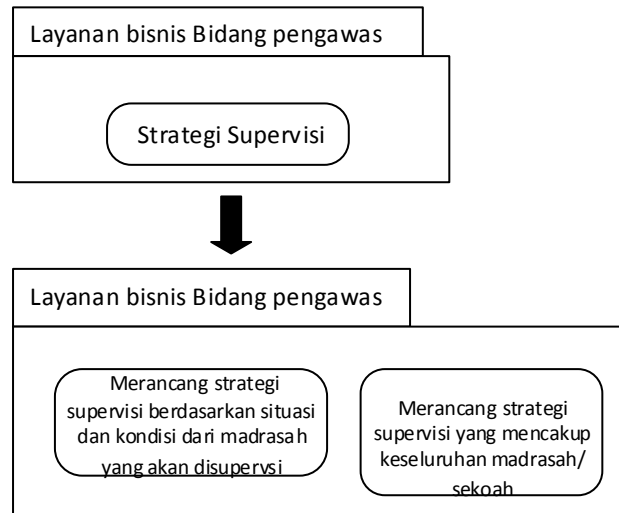 Layanan bisnis Bidang pengawas
Strategi Supervisi
Layanan bisnis Bidang pengawas
Merancang strategi
supervisi berdasarkan situasi
dan kondisi dari madrasah
yang akan disupervsi
Merancang strategi
supervisi yang mencakup
keseluruhan madrasah/
sekoah